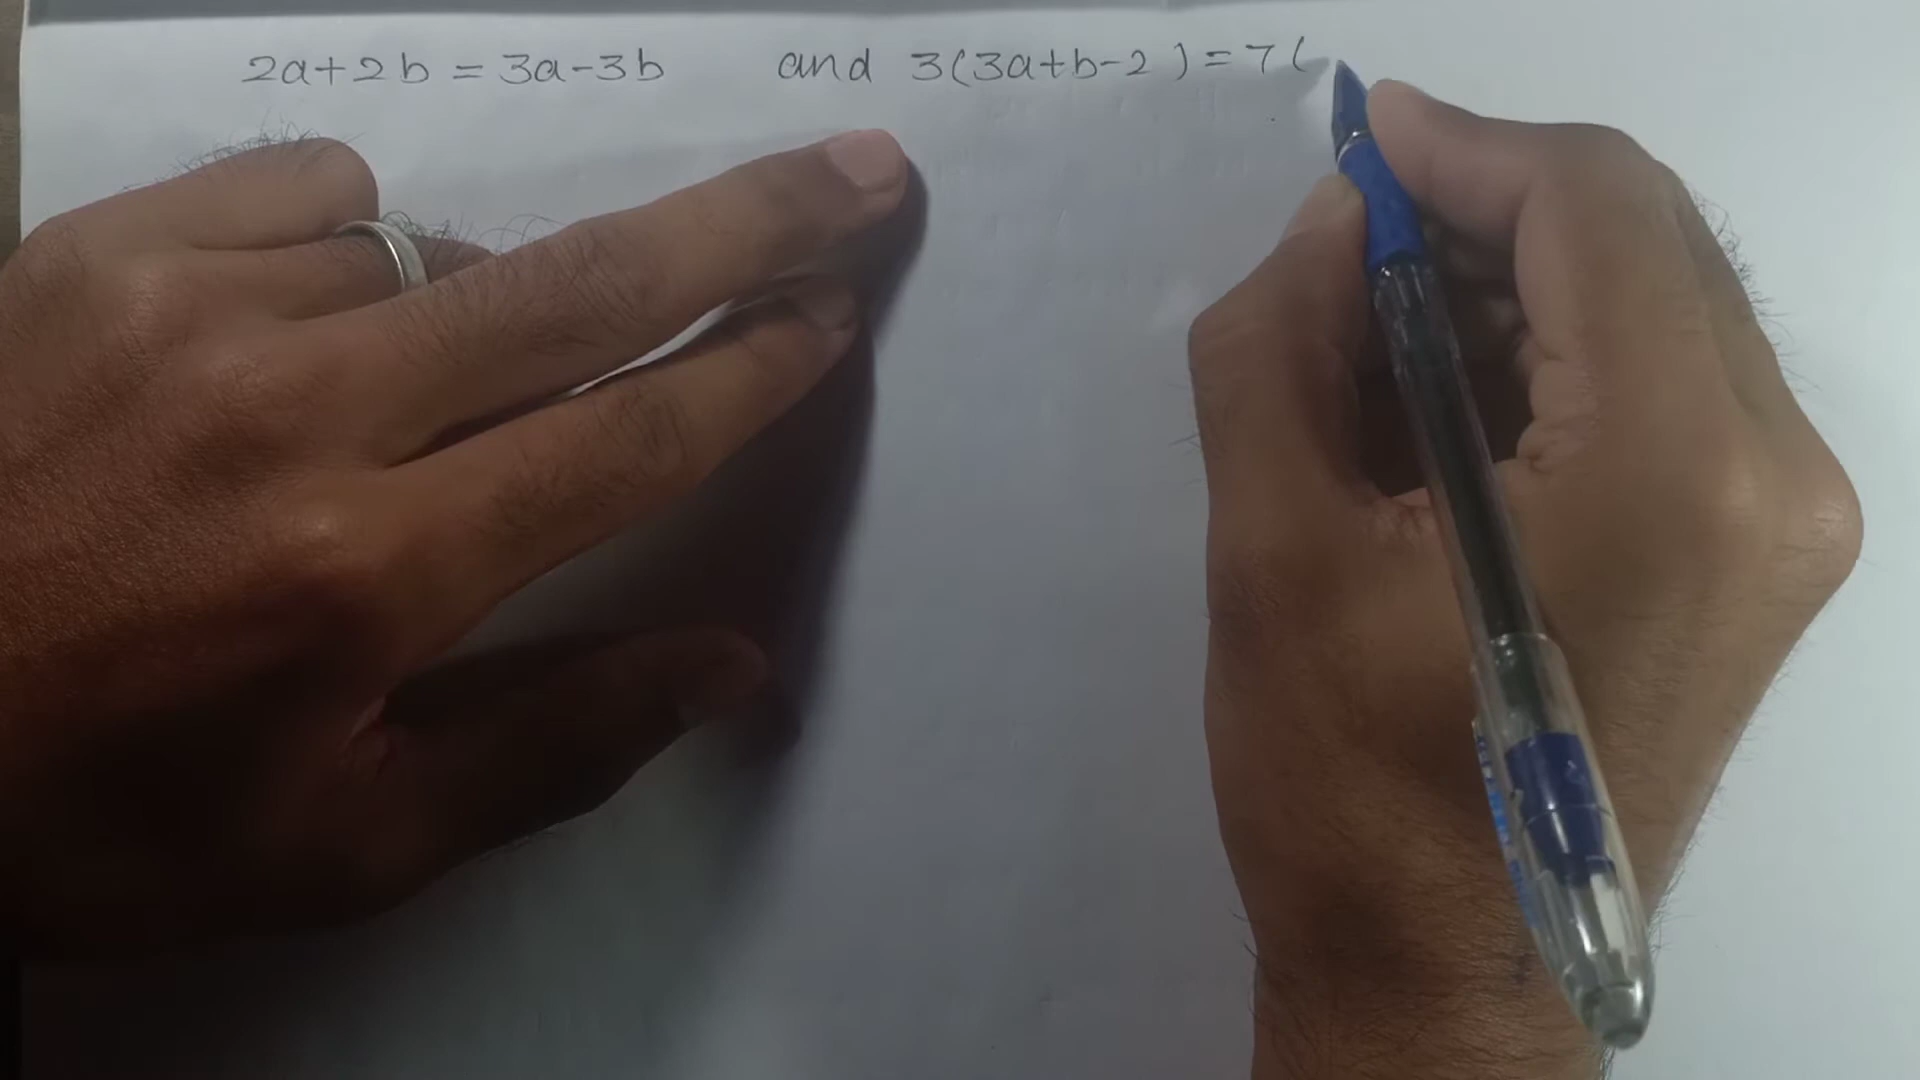 2a+2b = 3a-3b and 3(3a+b-2) = 7(